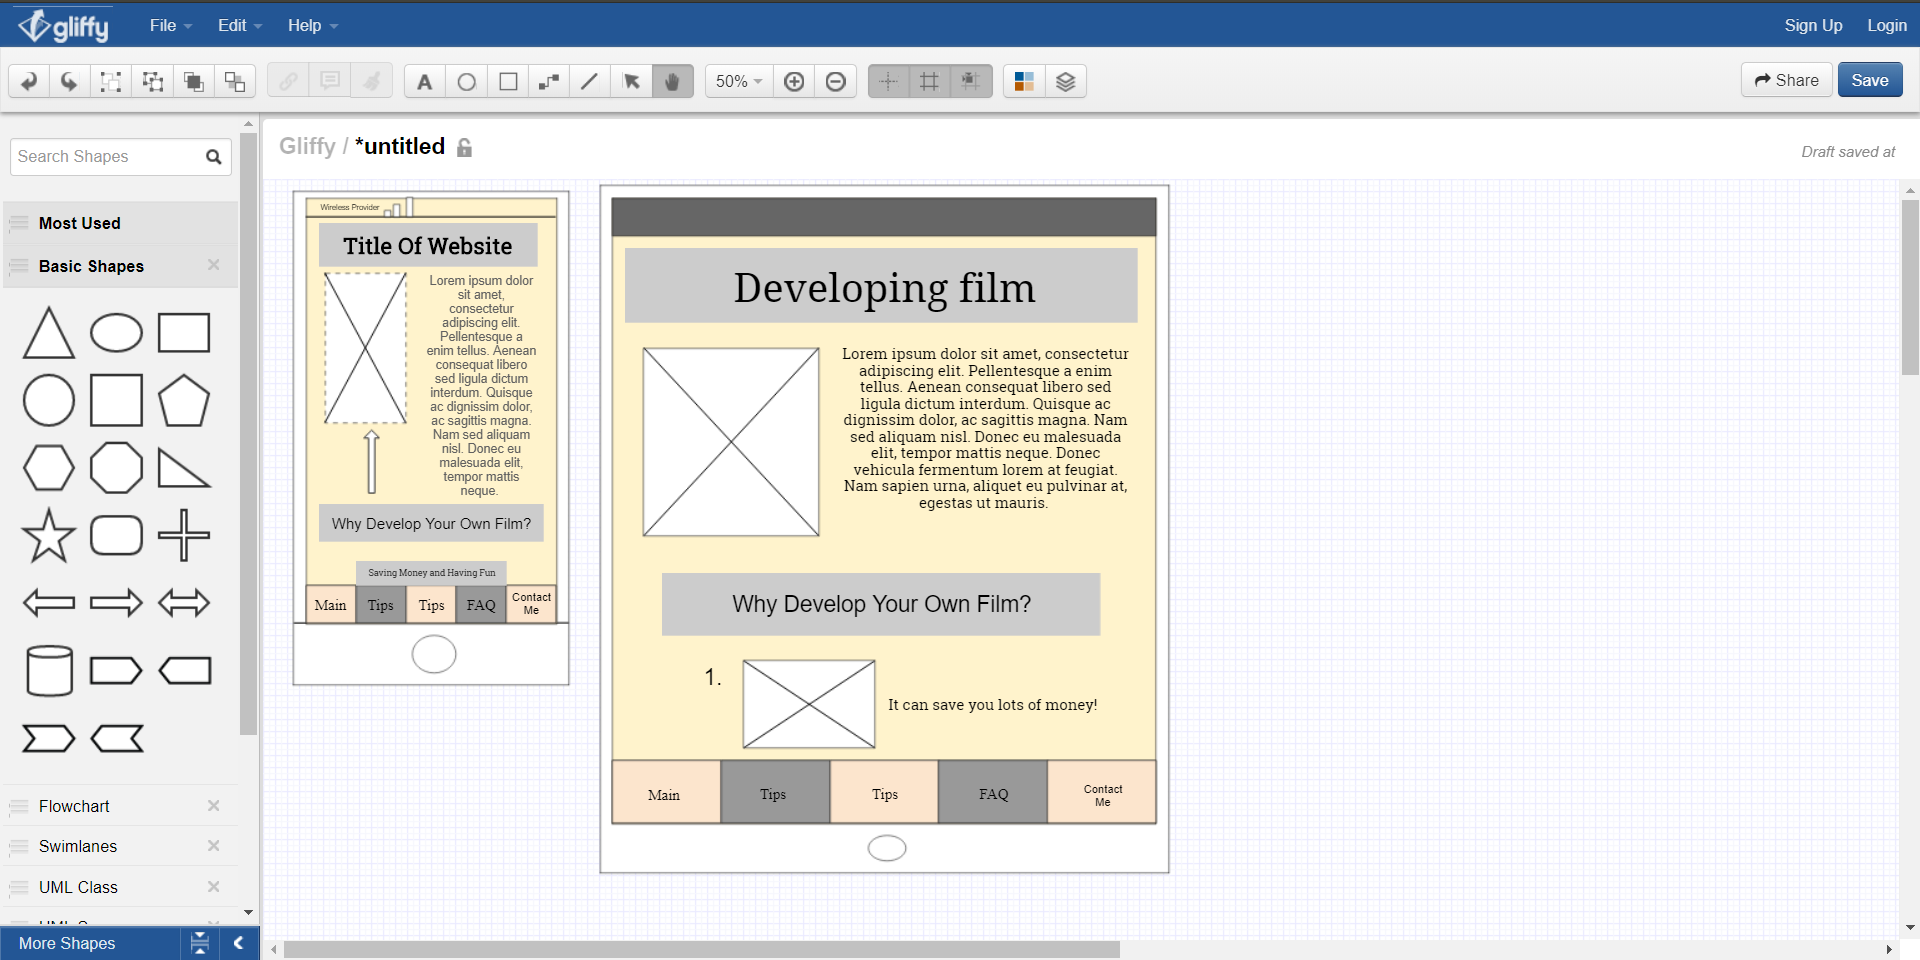 gliffy
File
Edit
Help
Sign Up
Login
A
50%
Share
Save
Search Shapes
Gliffy / *untitled
Draft saved at
Most Used
Basic Shapes
Flowchart
Swimlanes
UML Class
More Shapes
Wireless Provider
Title Of Website
Lorem ipsum dolor
sit amet,
consectetur
adipiscing elit.
Pellentesque a
enim tellus. Aenean
consequat libero
sed ligula dictum
interdum. Quisque
ac dignissim dolor,
ac sagittis magna.
Nam sed aliquam
nisl. Donec eu
malesuada elit,
tempor mattis
neque.
Why Develop Your Own Film?
Saving Money and Having Fun
Main
Tips
Tips
FAQ
Contact
Me
Developing film
Lorem ipsum dolor sit amet, consectetur
adipiscing elit. Pellentesque a enim
tellus. Aenean consequat libero sed
ligula dictum interdum. Quisque ac
dignissim dolor, ac sagittis magna. Nam
sed aliquam nisl. Donec eu malesuada
elit, tempor mattis neque. Donec
vehicula fermentum lorem at feugiat.
Nam sapien urna, aliquet eu pulvinar at,
egestas ut mauris.
Why Develop Your Own Film?
1.
It can save you lots of money!
Main
Tips
Tips
FAQ
Contact
Me